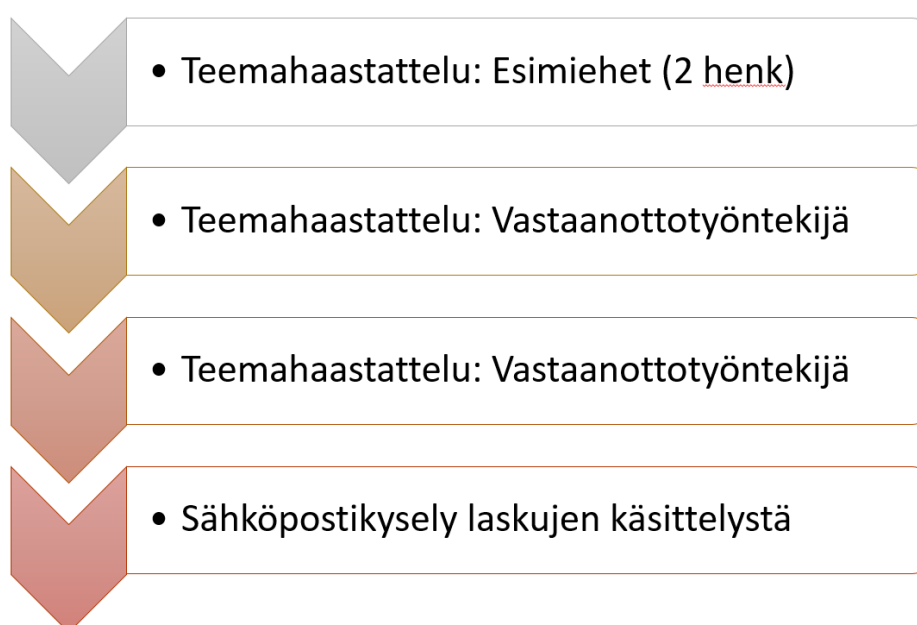 • Teemahaastattelu: Esimiehet (2 henk)
• Teemahaastattelu: Vastaanottotyöntekijä
• Teemahaastattelu: Vastaanottotyöntekijä
• Sähköpostikysely laskujen käsittelystä